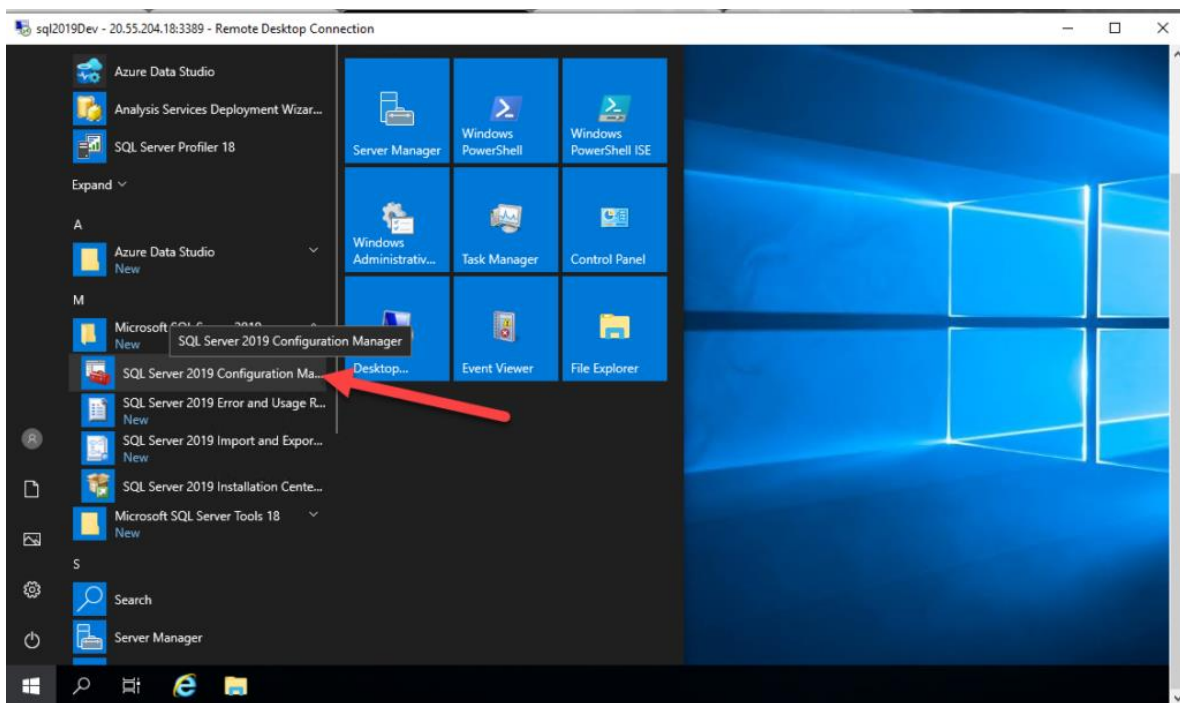 sql2019Dev - 20.55.204.18:3389 - Remote Desktop Connection
Azure Data Studio
Analysis Services Deployment Wizar...
SQL Server Profiler 18
Expand
A
Azure Data Studio
New
M
Microsoft SQL Server 2019
New
SQL Server 2019 Configuration Manager
SQL Server 2019 Configuration Ma...
SQL Server 2019 Error and Usage R...
New
SQL Server 2019 Import and Expor...
New
SQL Server 2019 Installation Cente...
Microsoft SQL Server Tools 18
New
S
Search
Server Manager
Server Manager
Windows
PowerShell
Windows
PowerShell ISE
Windows
Administrativ...
Task Manager
Control Panel
Desktop...
Event Viewer
File Explorer